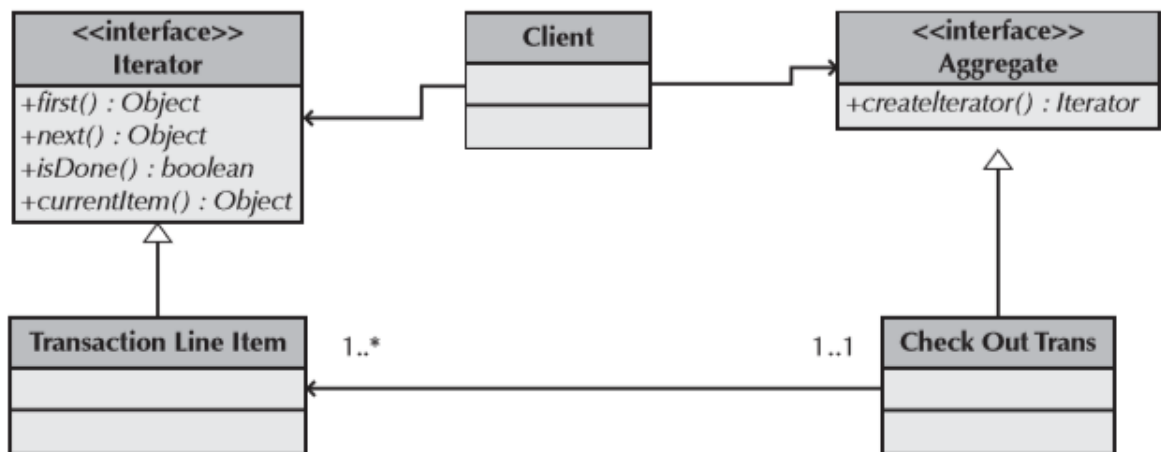 <<interface>>
Iterator
+first() : Object
+next() : Object
+isDone() : boolean
+currentItem() : Object
Client
<<interface>>
Aggregate
+createIterator() : Iterator
Transaction Line Item
1..*
1..1
Check Out Trans